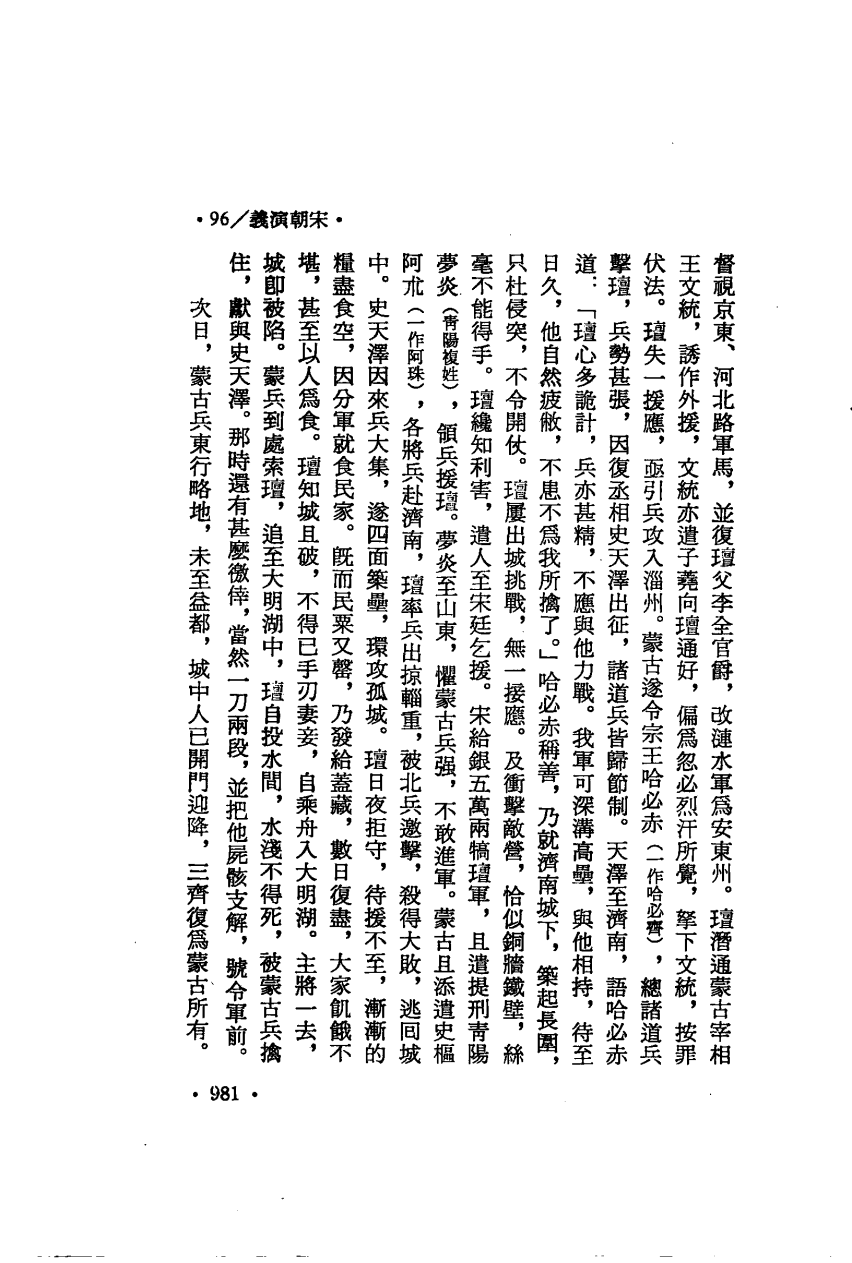 •96／義演朝宋•
督視京東、河北路軍馬，並復璮父李全官爵，改漣水軍爲安東州。璮潛通蒙古宰相
王文統，誘作外援，文統亦遣子蕘向璮通好，偏爲忽必烈汗所覺，拏下文統，按罪
伏法。璮失一援應，亟引兵攻入淄州。蒙古遂令宗王哈必赤（一作哈必齊），總諸道兵
擊璮，兵勢甚張，因復丞相史天澤出征，諸道兵皆歸節制。天澤至濟南，語哈必赤
道：「璮心多詭計，兵亦甚精，不應與他力戰。我軍可深溝高壘，與他相持，待至
日久，他自然疲敝，不患不爲我所擒了。」哈必赤稱善，乃就濟南城下，築起長圍，
只杜侵突，不令開仗。璮屢出城挑戰，無一接應。及衝擊敵營，恰似銅牆鐵壁，絲
毫不能得手。璮纔知利害，遣人至宋廷乞援。宋給銀五萬兩犒璮軍，且遣提刑青陽
夢炎（青陽複姓），領兵援璮。夢炎至山東，懼蒙古兵强，不敢進軍。蒙古且添遣史樞
阿朮（一作阿珠），各將兵赴濟南，璮率兵出掠輜重，被北兵邀擊，殺得大敗，逃回城
中。史天澤因來兵大集，遂四面築壘，環攻孤城。璮日夜拒守，待援不至，漸漸的
糧盡食空，因分軍就食民家。旣而民粟又罄，乃發給蓋藏，數日復盡，大家飢餓不
堪，甚至以人爲食。璮知城且破，不得已手刃妻妾，自乘舟入大明湖。主將一去，
城卽被陷。蒙兵到處索璮，追至大明湖中，璮自投水間，水淺不得死，被蒙古兵擒
住，獻與史天澤。那時還有甚麽徼倖，當然一刀兩段，並把他屍骸支解，號令軍前。
次日，蒙古兵東行略地，未至益都，城中人已開門迎降，三齊復爲蒙古所有。
•981•